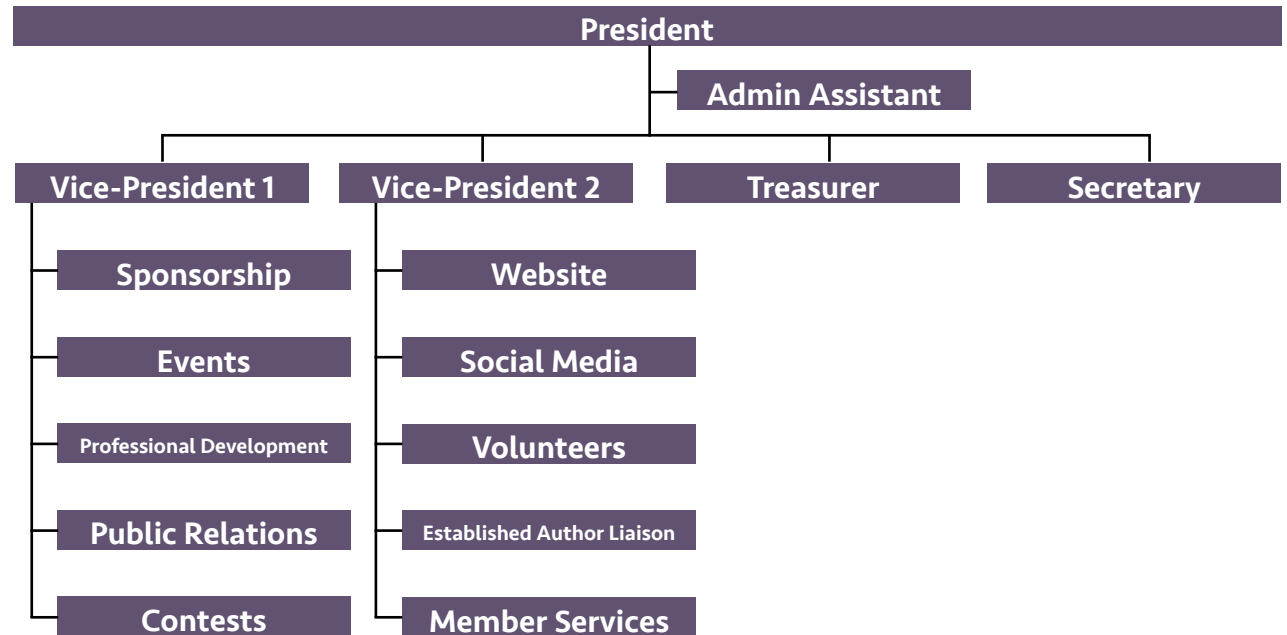 President
Admin Assistant
Vice-President 1
Vice-President 2
Treasurer
Secretary
Sponsorship
Website
Events
Social Media
Professional Development
Volunteers
Public Relations
Established Author Liaison
Contests
Member Services